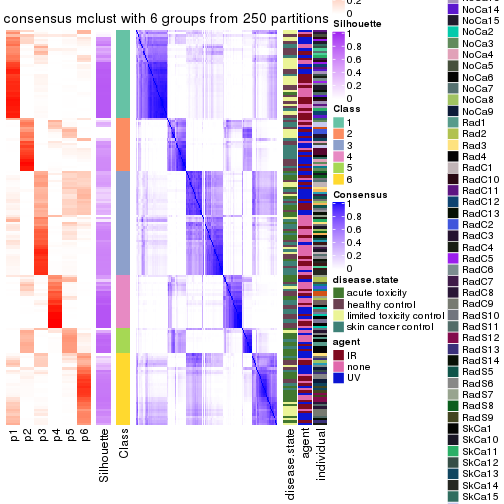 consensus mclust with 6 groups from 250 partitions
p1
p2
p3
p4
p5
p6
Silhouette
Class
disease.state
agent
individual
0.2
0
Silhouette
1
0.8
0.6
0.4
0.2
0
Class
1
2
3
4
5
6
Consensus
1
0.8
0.6
0.4
0.2
0
disease.state
acute toxicity
healthy control
limited toxicity control
skin cancer control
agent
IR
none
UV
NoCa14
NoCa15
NoCa2
NoCa3
NoCa4
NoCa5
NoCa6
NoCa7
NoCa8
NoCa9
Rad1
Rad2
Rad3
Rad4
RadC1
RadC10
RadC11
RadC12
RadC13
RadC2
RadC3
RadC4
RadC5
RadC6
RadC7
RadC8
RadC9
RadS10
RadS11
RadS12
RadS13
RadS14
RadS5
RadS6
RadS7
RadS8
RadS9
SkCa1
SkCa10
SkCa11
SkCa12
SkCa13
SkCa14
SkCa15